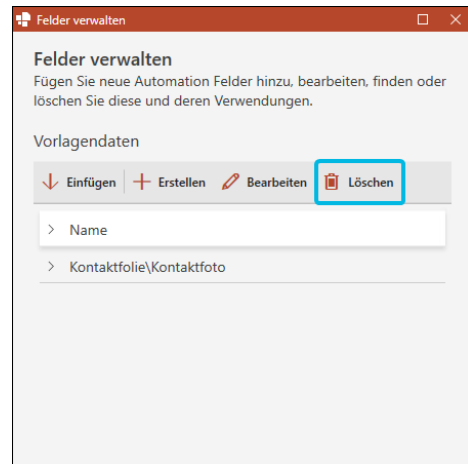 Felder verwalten
Felder verwalten
Fügen Sie neue Automation Felder hinzu, bearbeiten, finden oder
löschen Sie diese und deren Verwendungen.
Vorlagendaten
Einfügen Erstellen Bearbeiten Löschen
Name
Kontaktfolie\Kontaktfoto